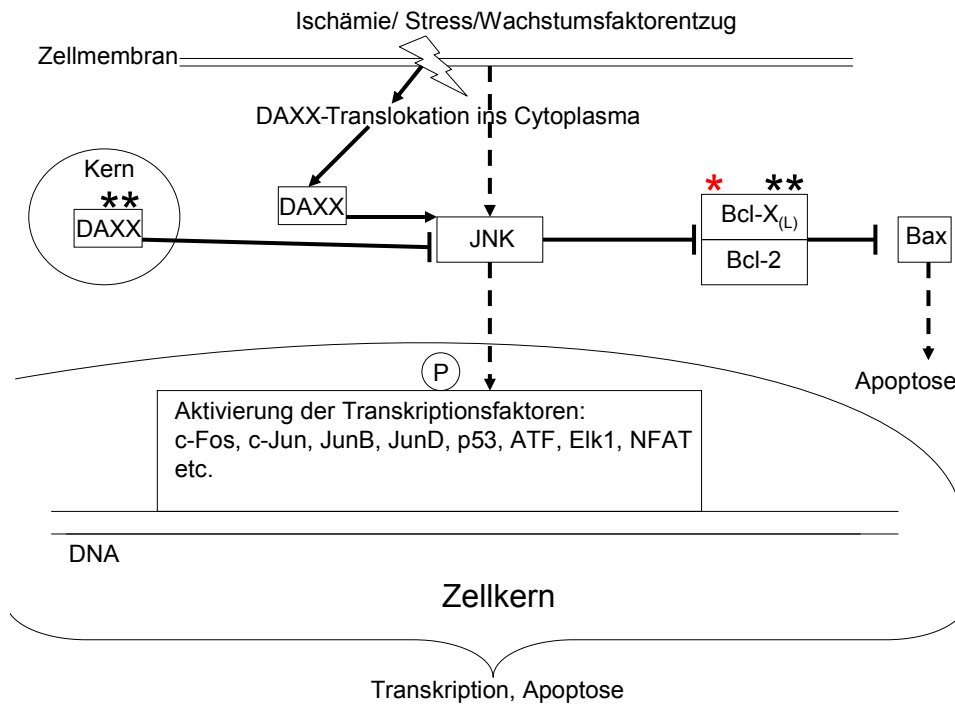 Ischämie/ Stress/Wachstumsfaktorentzug
Zellmembran
DAXX-Translokation ins Cytoplasma
Kern
**
DAXX
DAXX
JNK
* **
Bcl-X(L)
Bcl-2
Bax
Apoptose
P
Aktivierung der Transkriptionsfaktoren:
c-Fos, c-Jun, JunB, JunD, p53, ATF, Elk1, NFAT
etc.
DNA
Zellkern
Transkription, Apoptose